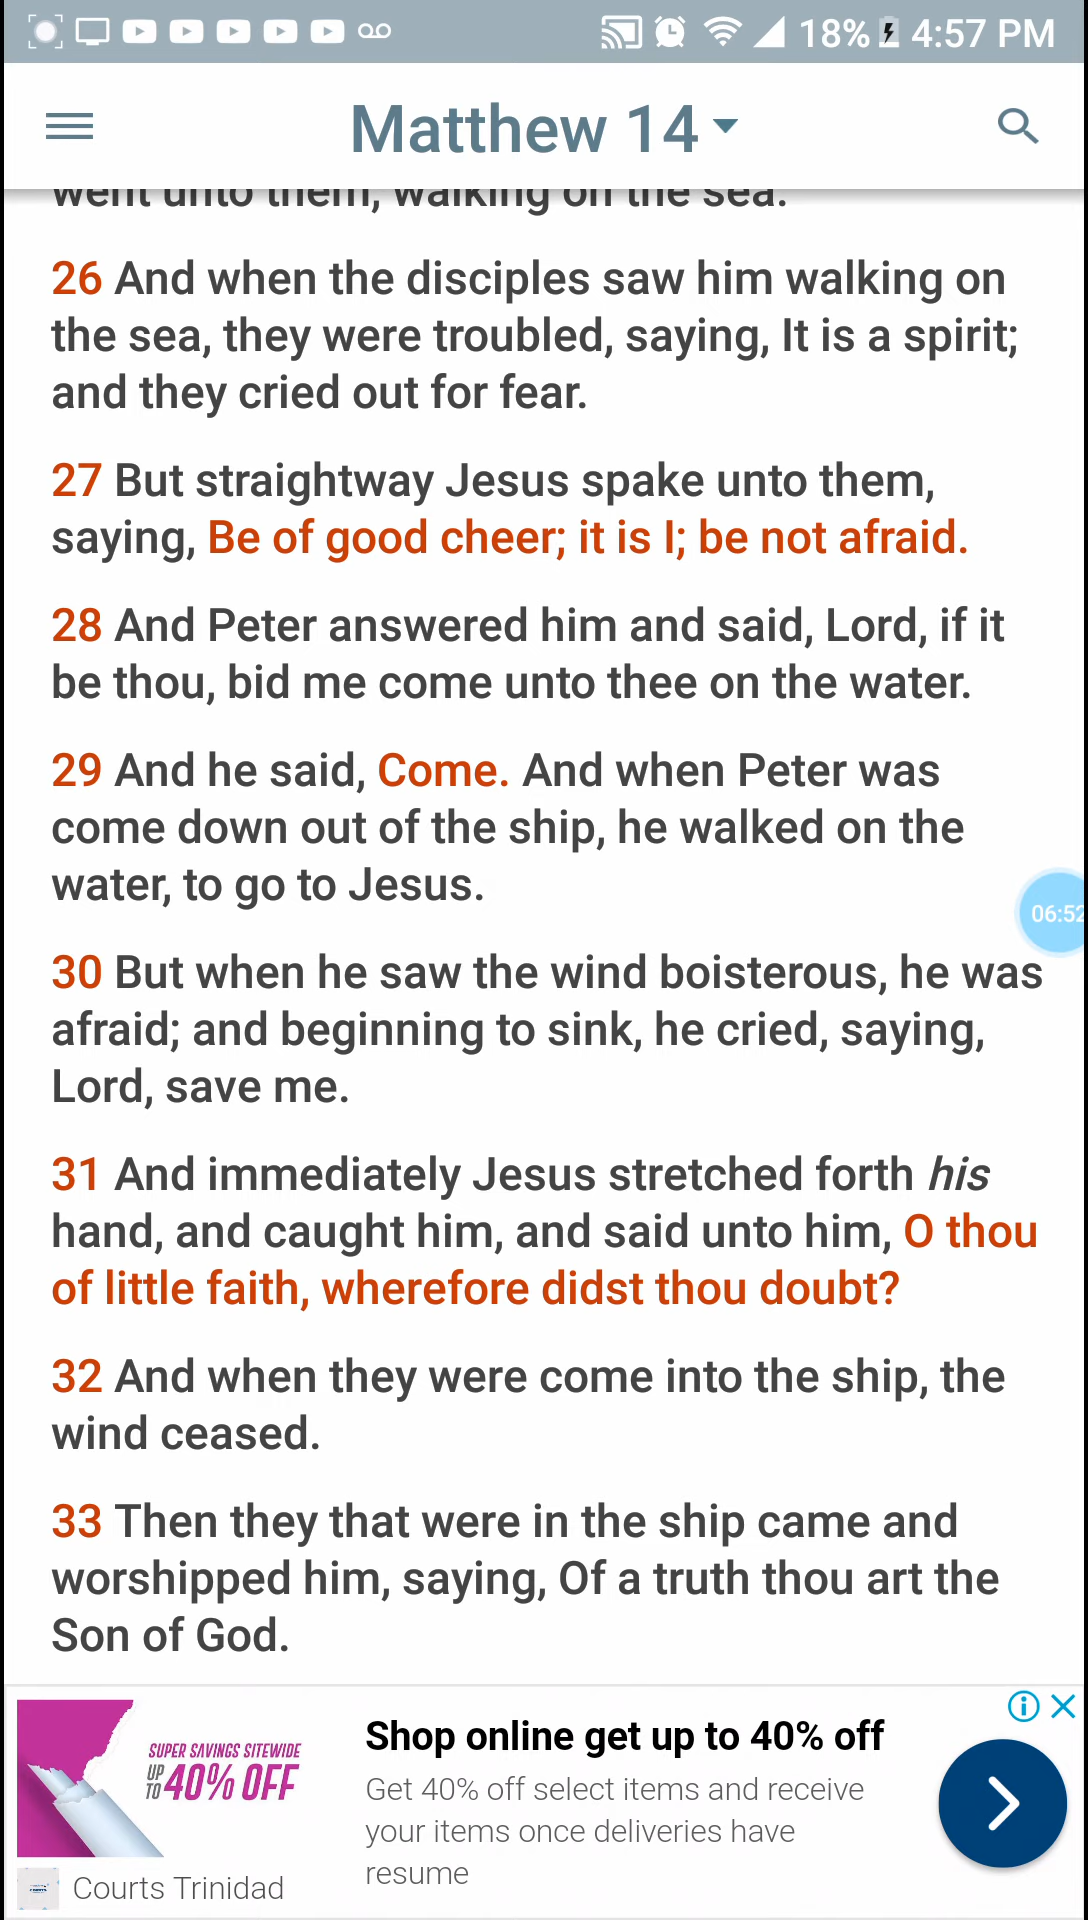 18% 4:57 PM
Matthew 14
went unto them, walking on the sea.
26 And when the disciples saw him walking on
the sea, they were troubled, saying, It is a spirit;
and they cried out for fear.
27 But straightway Jesus spake unto them,
saying, Be of good cheer; it is I; be not afraid.
28 And Peter answered him and said, Lord, if it
be thou, bid me come unto thee on the water.
29 And he said, Come. And when Peter was
come down out of the ship, he walked on the
water, to go to Jesus.
06:52
30 But when he saw the wind boisterous, he was
afraid; and beginning to sink, he cried, saying,
Lord, save me.
31 And immediately Jesus stretched forth his
hand, and caught him, and said unto him, O thou
of little faith, wherefore didst thou doubt?
32 And when they were come into the ship, the
wind ceased.
33 Then they that were in the ship came and
worshipped him, saying, Of a truth thou art the
Son of God.
SUPER SAVINGS SITEWIDE
UP TO 40% OFF
Courts Trinidad
Shop online get up to 40% off
Get 40% off select items and receive
your items once deliveries have
resume